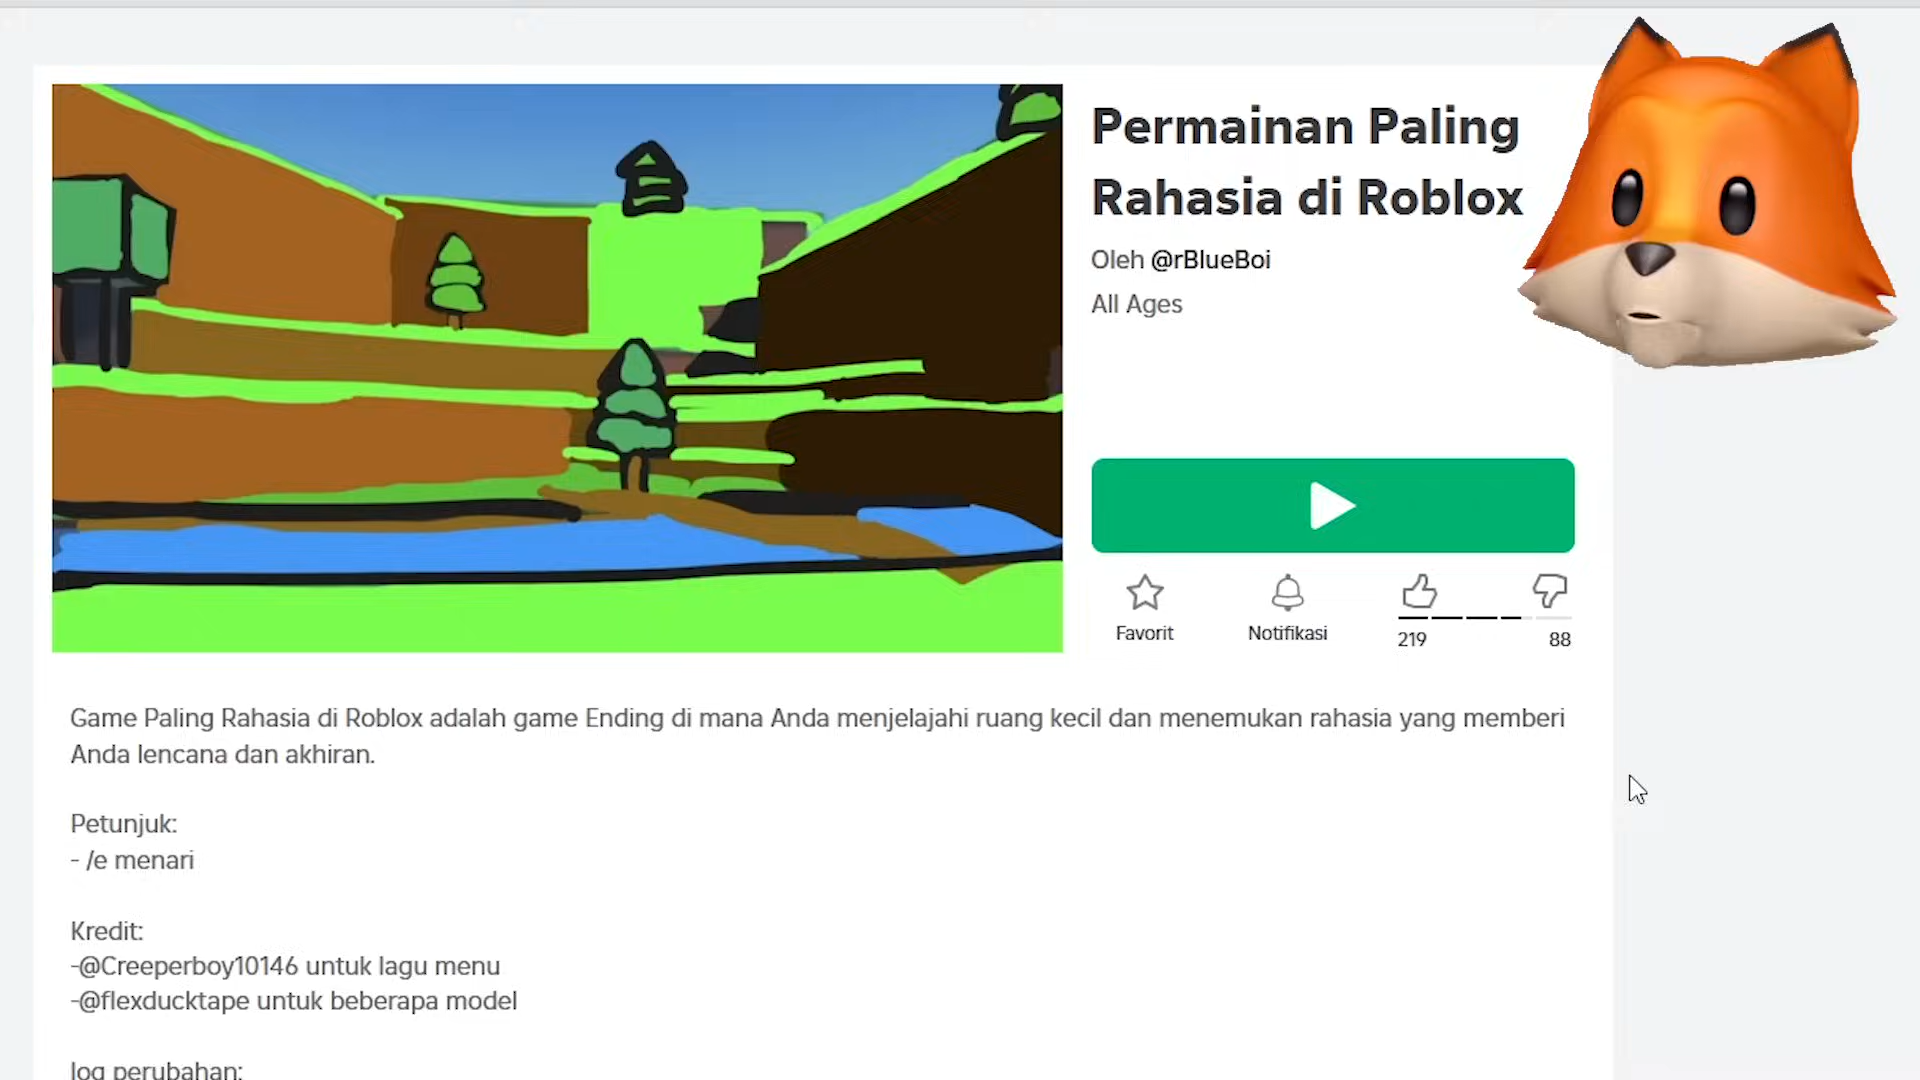 Permainan Paling
Rahasia di Roblox
Oleh @rBlueBoi
All Ages
Favorit
Notifikasi
219
88
Game Paling Rahasia di Roblox adalah game Ending di mana Anda menjelajahi ruang kecil dan menemukan rahasia yang memberi
Anda lencana dan akhiran.
Petunjuk:
- /e menari
Kredit:
-@Creeperboy10146 untuk lagu menu
-@flexducktape untuk beberapa model
log perubahan: